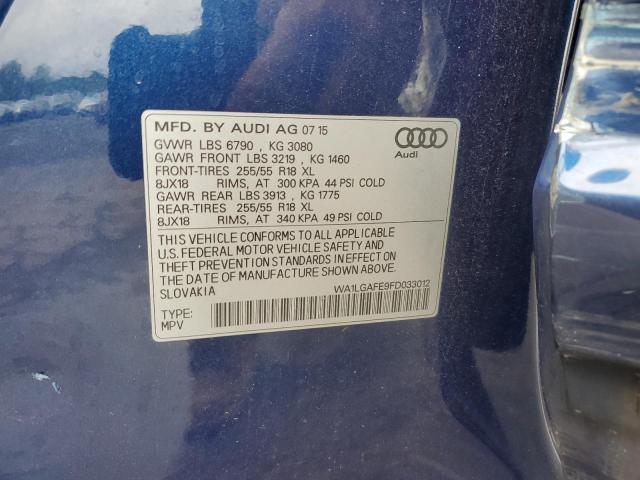 MFD. BY AUDI AG 07 15
GVWR LBS 6790 , KG 3080
GAWR FRONT LBS 3219 , KG 1460
FRONT-TIRES 255/55 R18 XL
8JX18 RIMS, AT 300 KPA 44 PSI COLD
GAWR REAR LBS 3913 , KG 1775
REAR-TIRES 255/55 R18 XL
8JX18 RIMS, AT 340 KPA 49 PSI COLD
Audi
THIS VEHICLE CONFORMS TO ALL APPLICABLE
U.S. FEDERAL MOTOR VEHICLE SAFETY AND
THEFT PREVENTION STANDARDS IN EFFECT ON
THE DATE OF MANUFACTURE SHOWN ABOVE.
SLOVAKIA
WA1LGAFE9FD033012
TYPE:
MPV